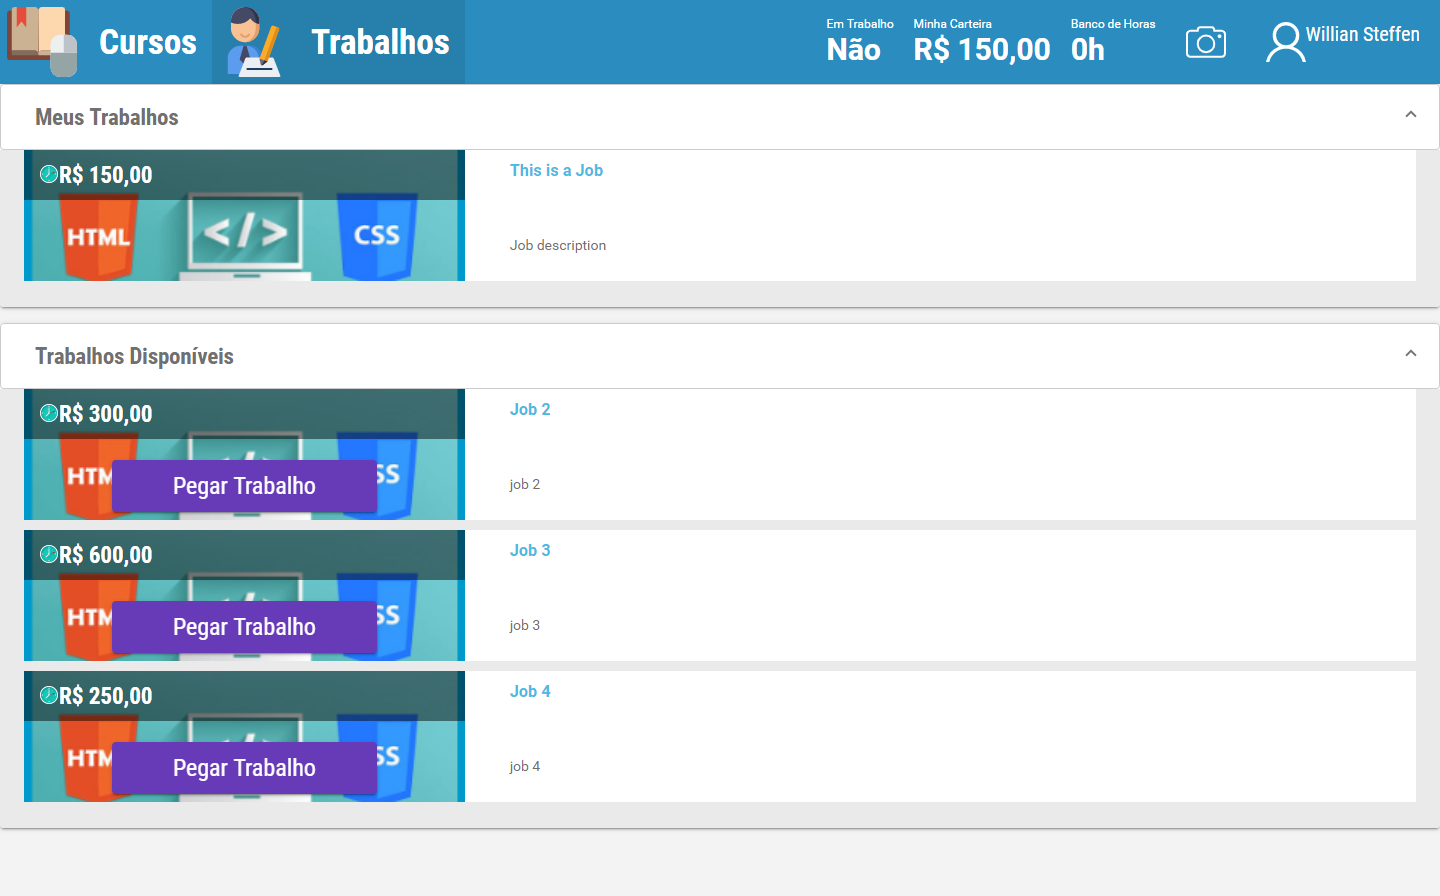 Cursos
Trabalhos
Em Trabalho
Não
Minha Carteira
R$ 150,00
Banco de Horas
0h
Willian Steffen
Meus Trabalhos
R$ 150,00
HTML
</>
CSS
This is a Job
Job description
Trabalhos Disponíveis
R$ 300,00
HTM
SS
Pegar Trabalho
Job 2
job 2
R$ 600,00
HTM
SS
Pegar Trabalho
Job 3
job 3
R$ 250,00
HTM
SS
Pegar Trabalho
Job 4
job 4